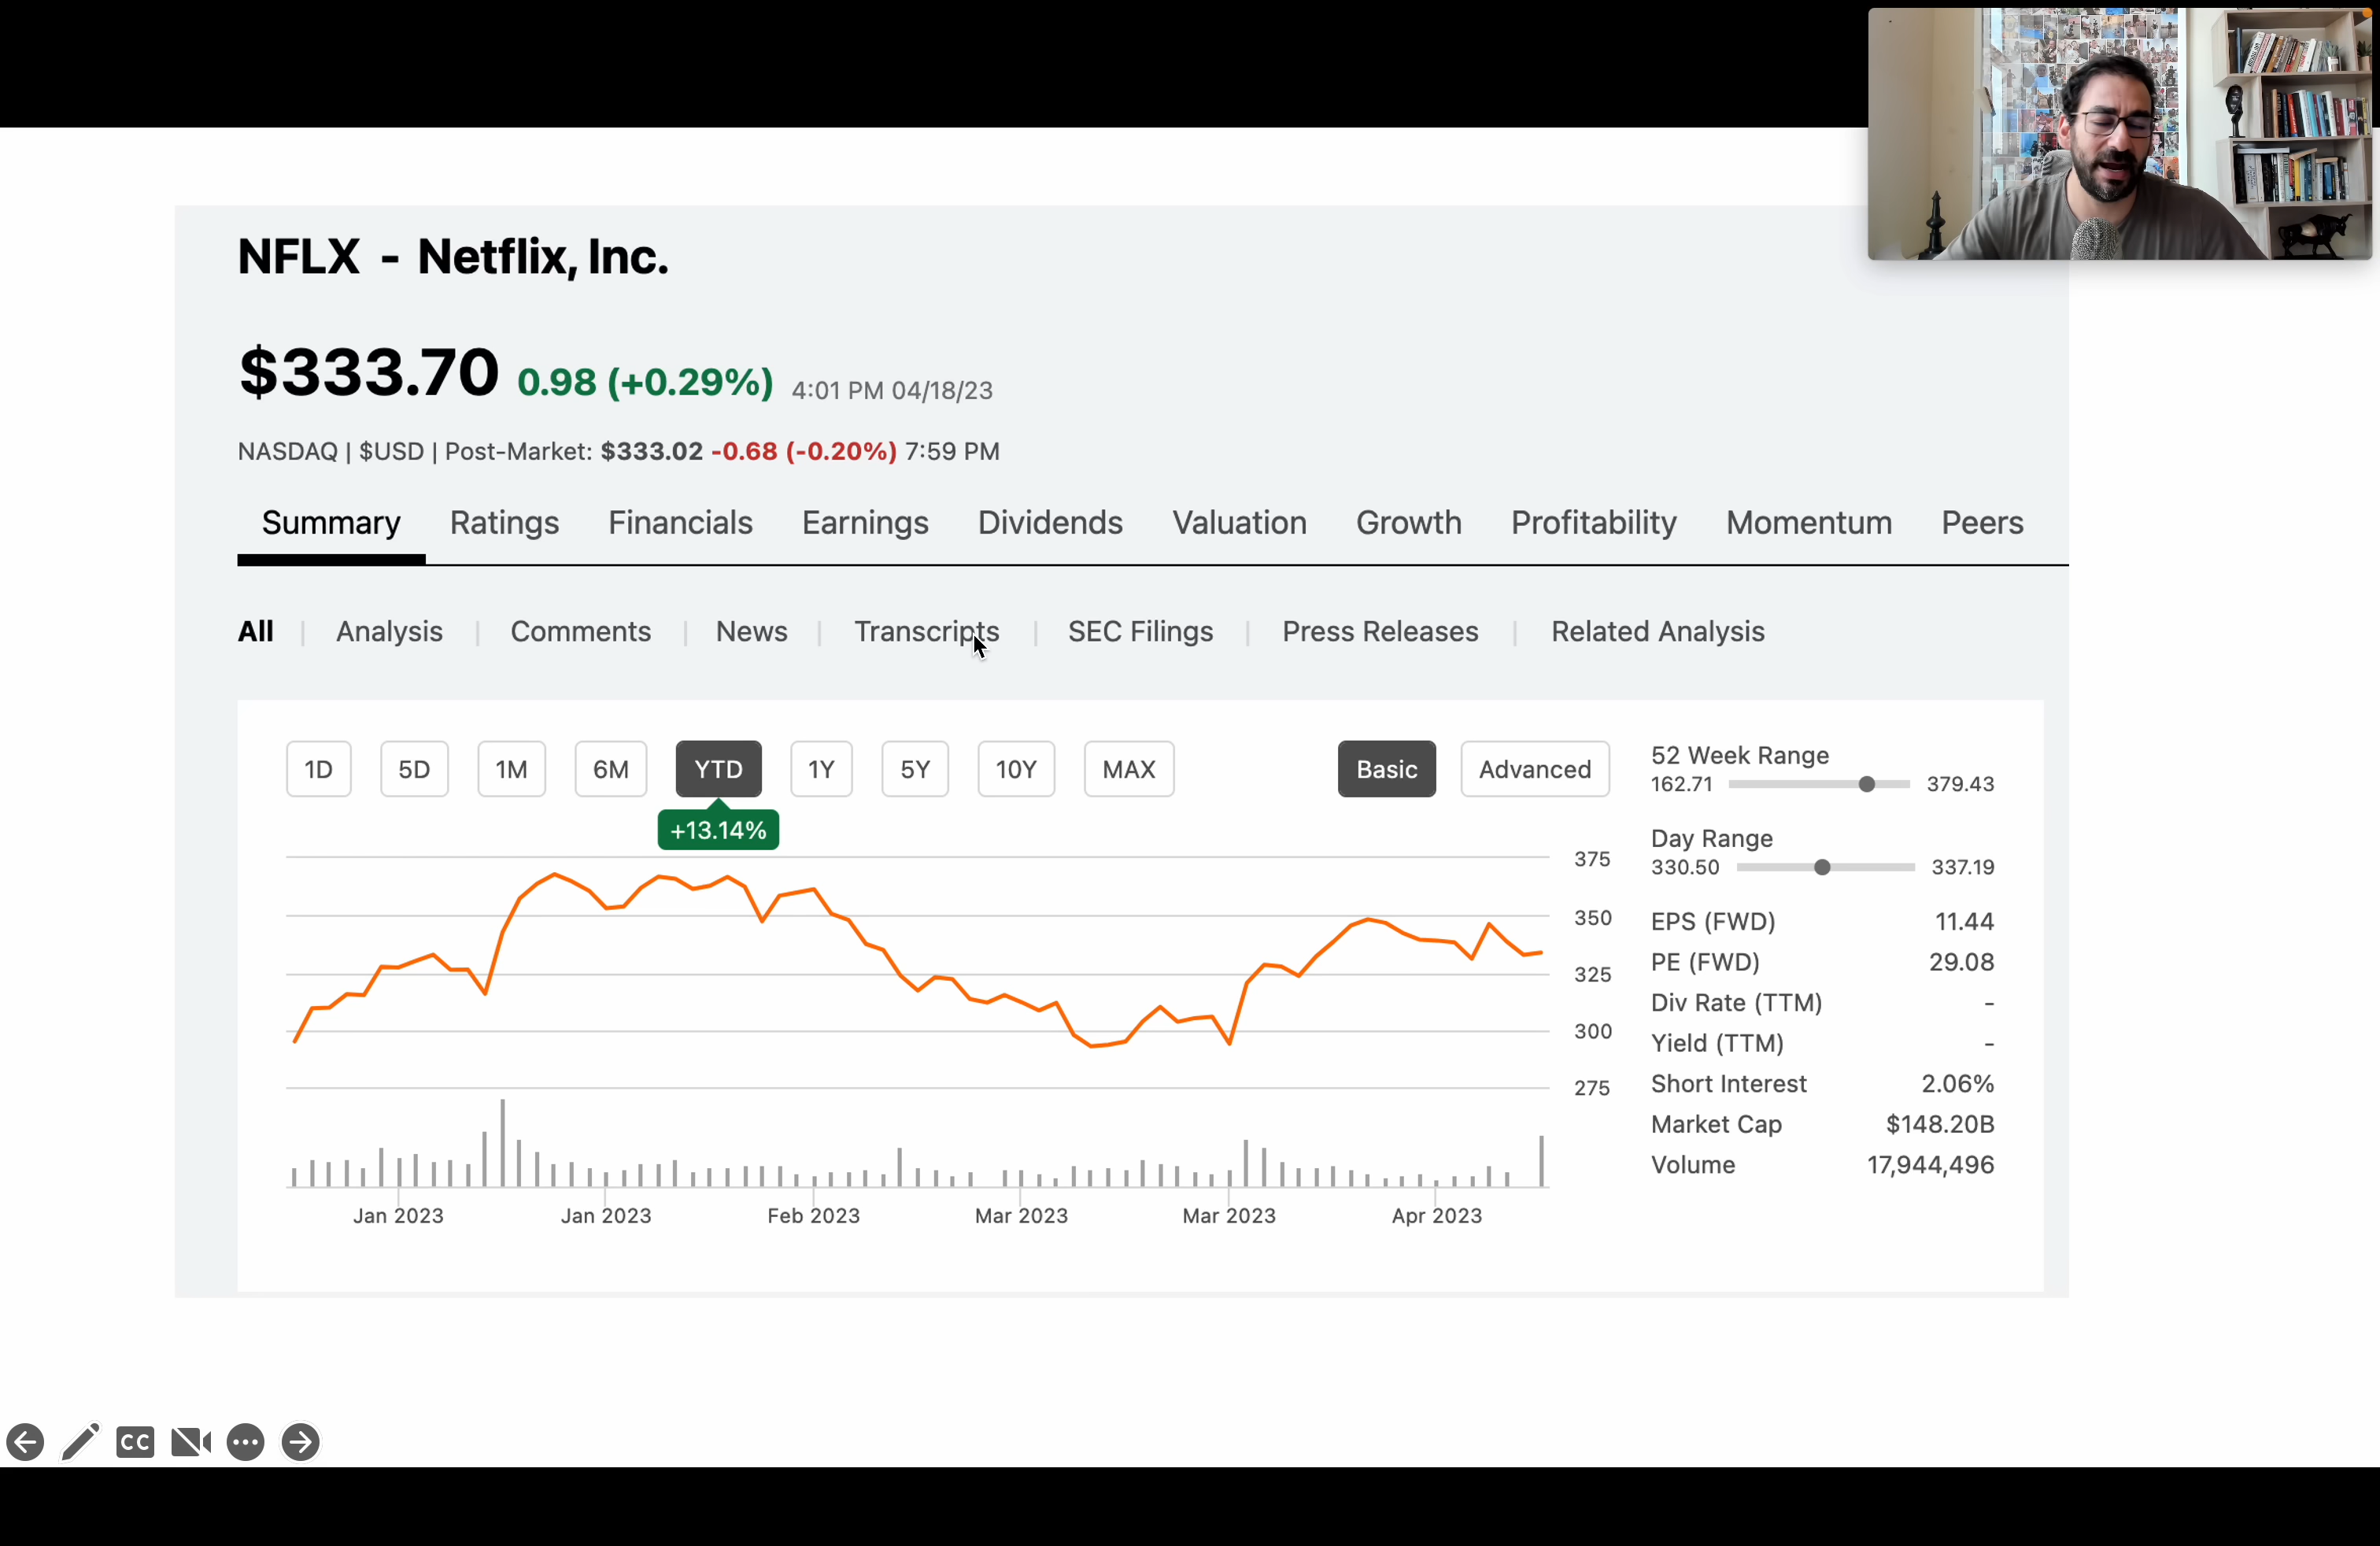 NFLX - Netflix, Inc.
$333.70 0.98 (+0.29%) 4:01 PM 04/18/23
NASDAQ | $USD | Post-Market: $333.02 -0.68 (-0.20%) 7:59 PM
Summary Ratings Financials Earnings Dividends Valuation Growth Profitability Momentum Peers
All | Analysis | Comments | News | Transcripts | SEC Filings | Press Releases | Related Analysis
1D 5D 1M 6M YTD 1Y 5Y 10Y MAX Basic Advanced
+13.14%
375
350
325
300
275
Jan 2023 Jan 2023 Feb 2023 Mar 2023 Mar 2023 Apr 2023
52 Week Range
162.71 379.43
Day Range
330.50 337.19
EPS (FWD) 11.44
PE (FWD) 29.08
Div Rate (TTM) -
Yield (TTM) -
Short Interest 2.06%
Market Cap $148.20B
Volume 17,944,496
CC